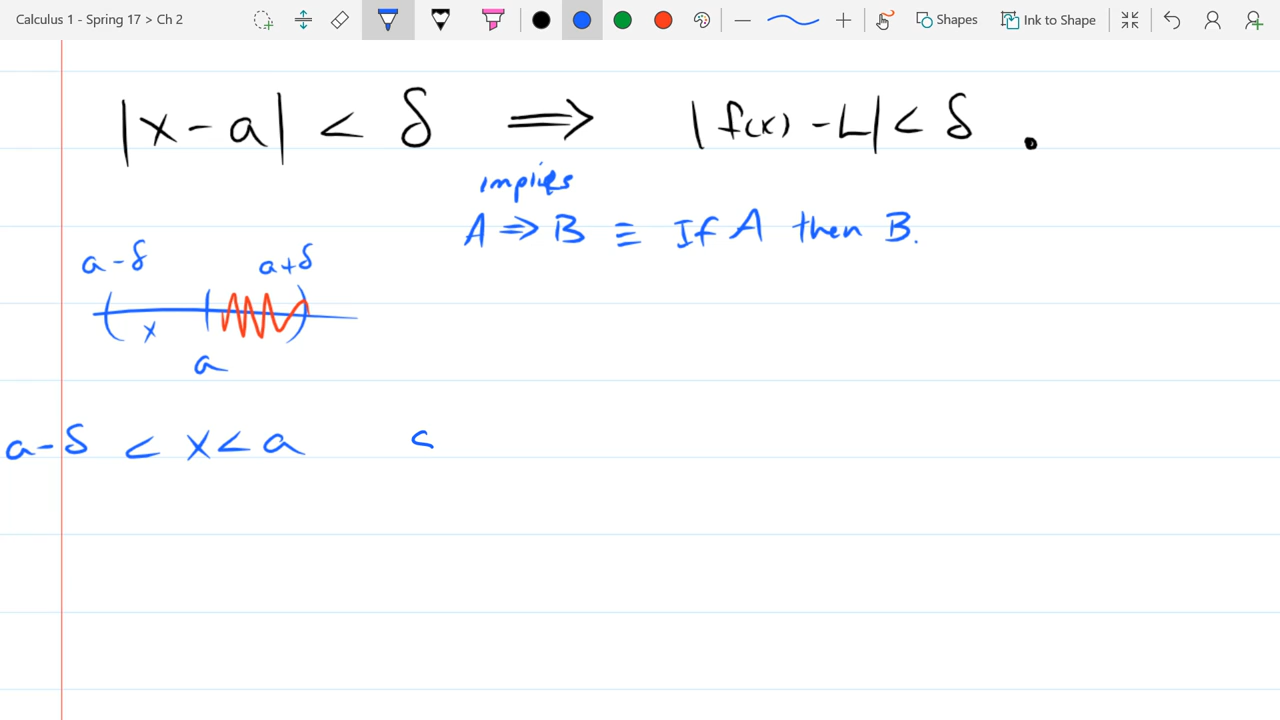 Calculus 1 - Spring 17 > Ch 2
Shapes
Ink to Shape
|x - a| < δ ⟹ |f(x) - L| < δ .
implies
A ⇒ B ≡ If A then B.
a - δ a + δ
x
a
a - δ < x < a